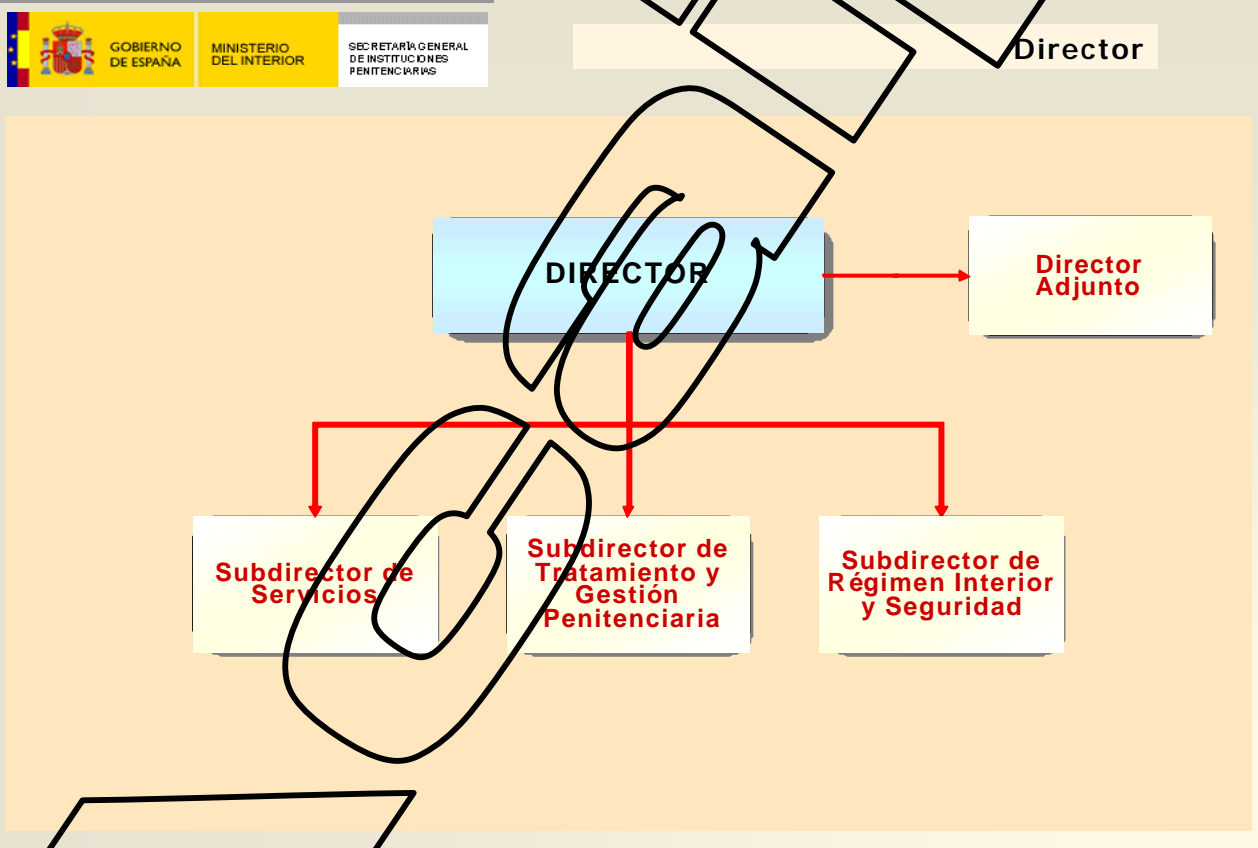 GOBIERNO
DE ESPAÑA
MINISTERIO
DEL INTERIOR
SECRETARÍA GENERAL
DE INSTITUCIONES
PENITENCIARIAS
Director
DIRECTOR
Director
Adjunto
Subdirector de
Servicios
Subdirector de
Tratamiento y
Gestión
Penitenciaria
Subdirector de
Régimen Interior
y Seguridad